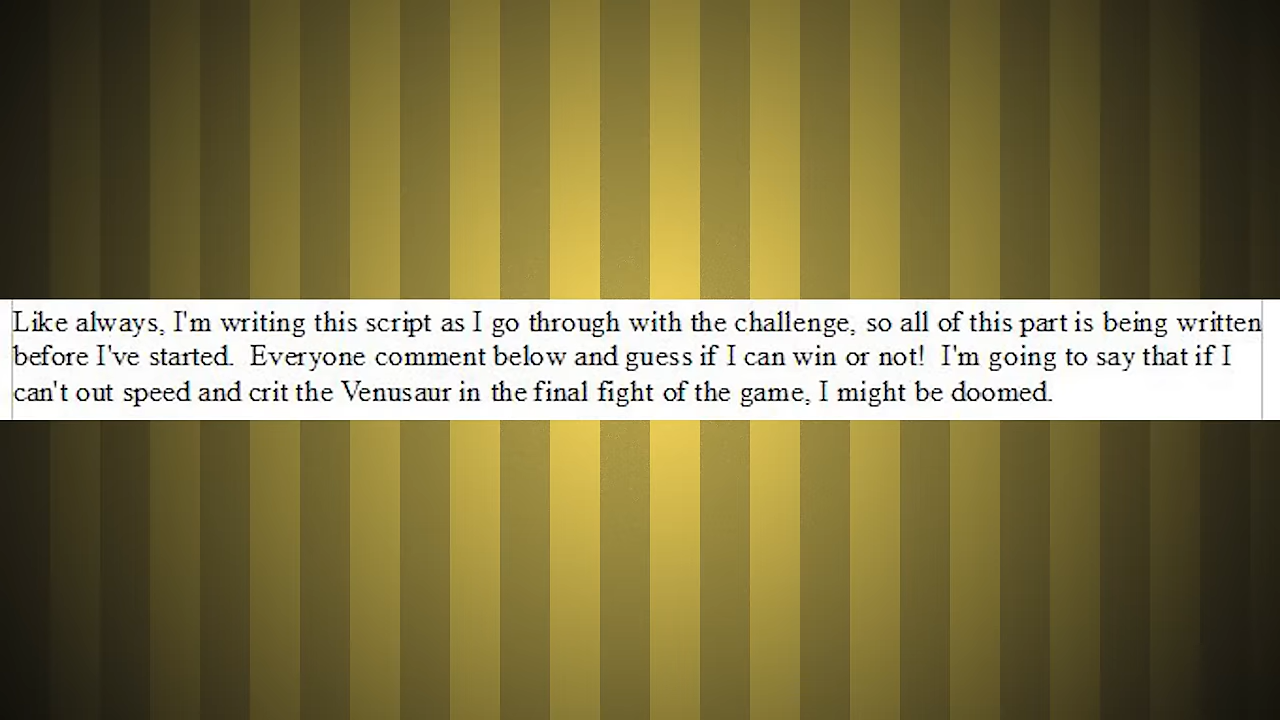 Like always, I'm writing this script as I go through with the challenge, so all of this part is being written
before I've started.  Everyone comment below and guess if I can win or not!  I'm going to say that if I
can't out speed and crit the Venusaur in the final fight of the game, I might be doomed.